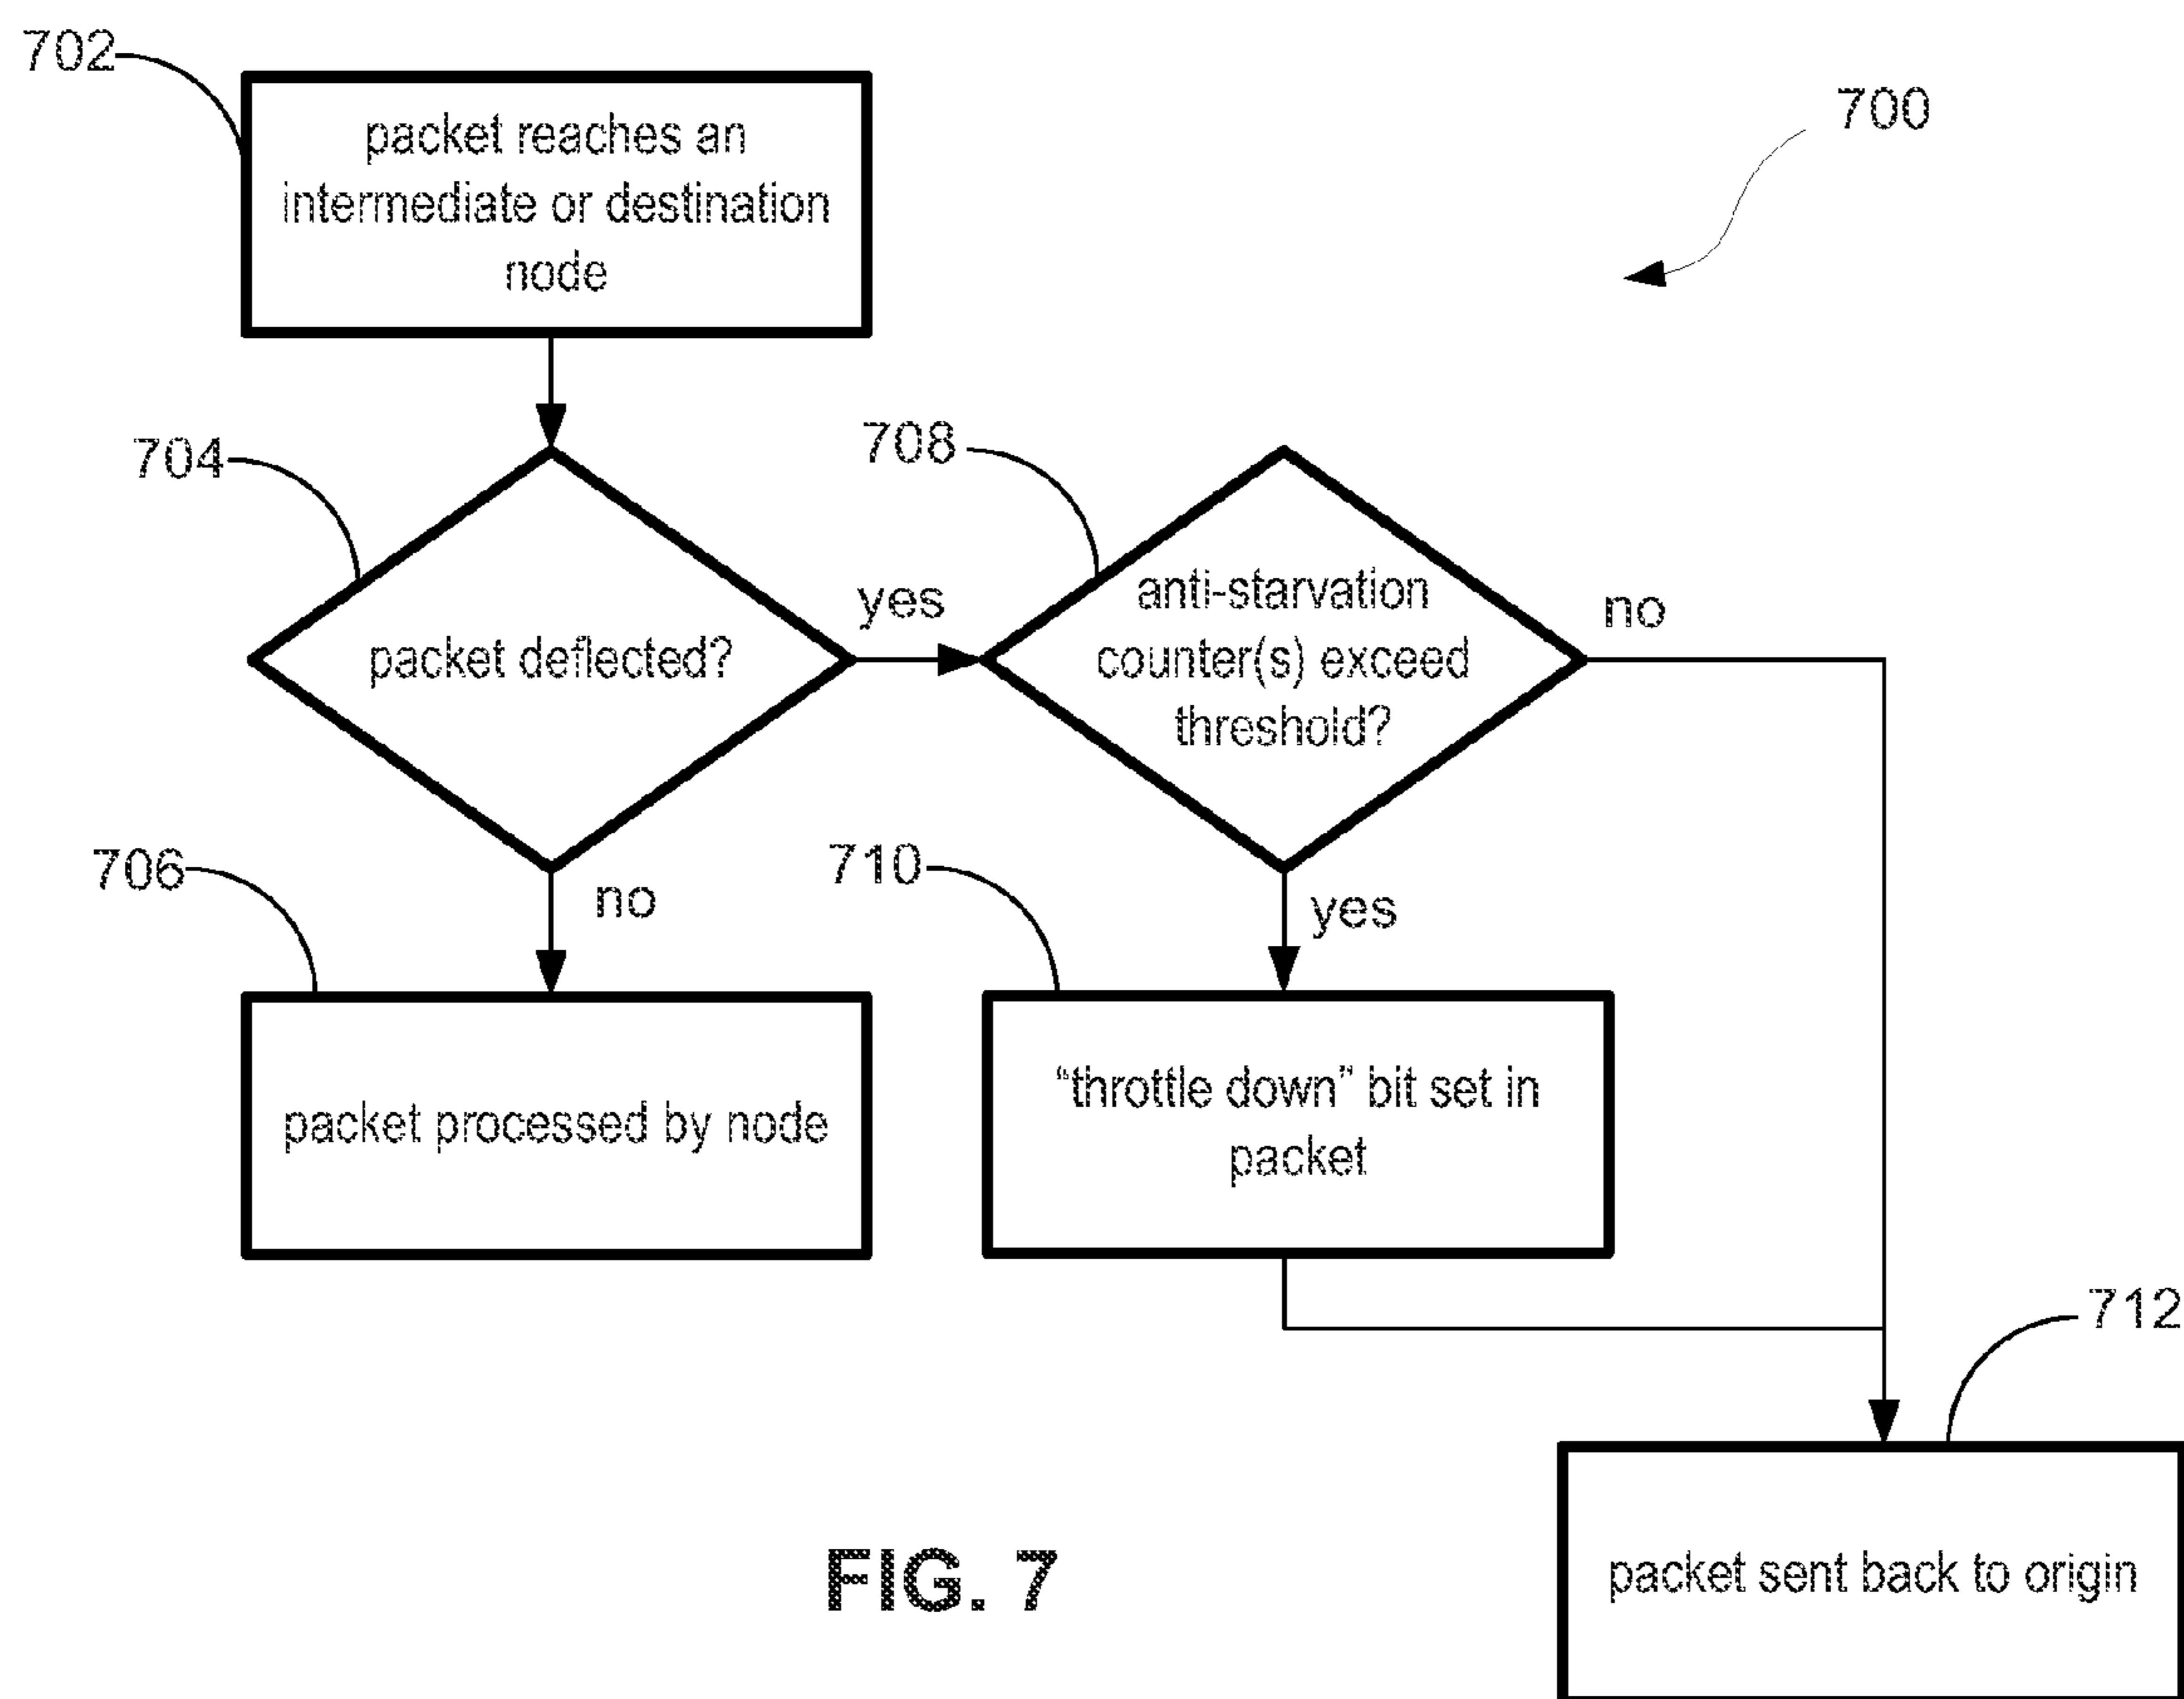 702
packet reaches an
intermediate or destination
node
700
704
packet deflected?
yes
708
anti-starvation
counter(s) exceed
threshold?
no
706
no
packet processed by node
710
yes
“throttle down” bit set in
packet
712
packet sent back to origin
FIG. 7